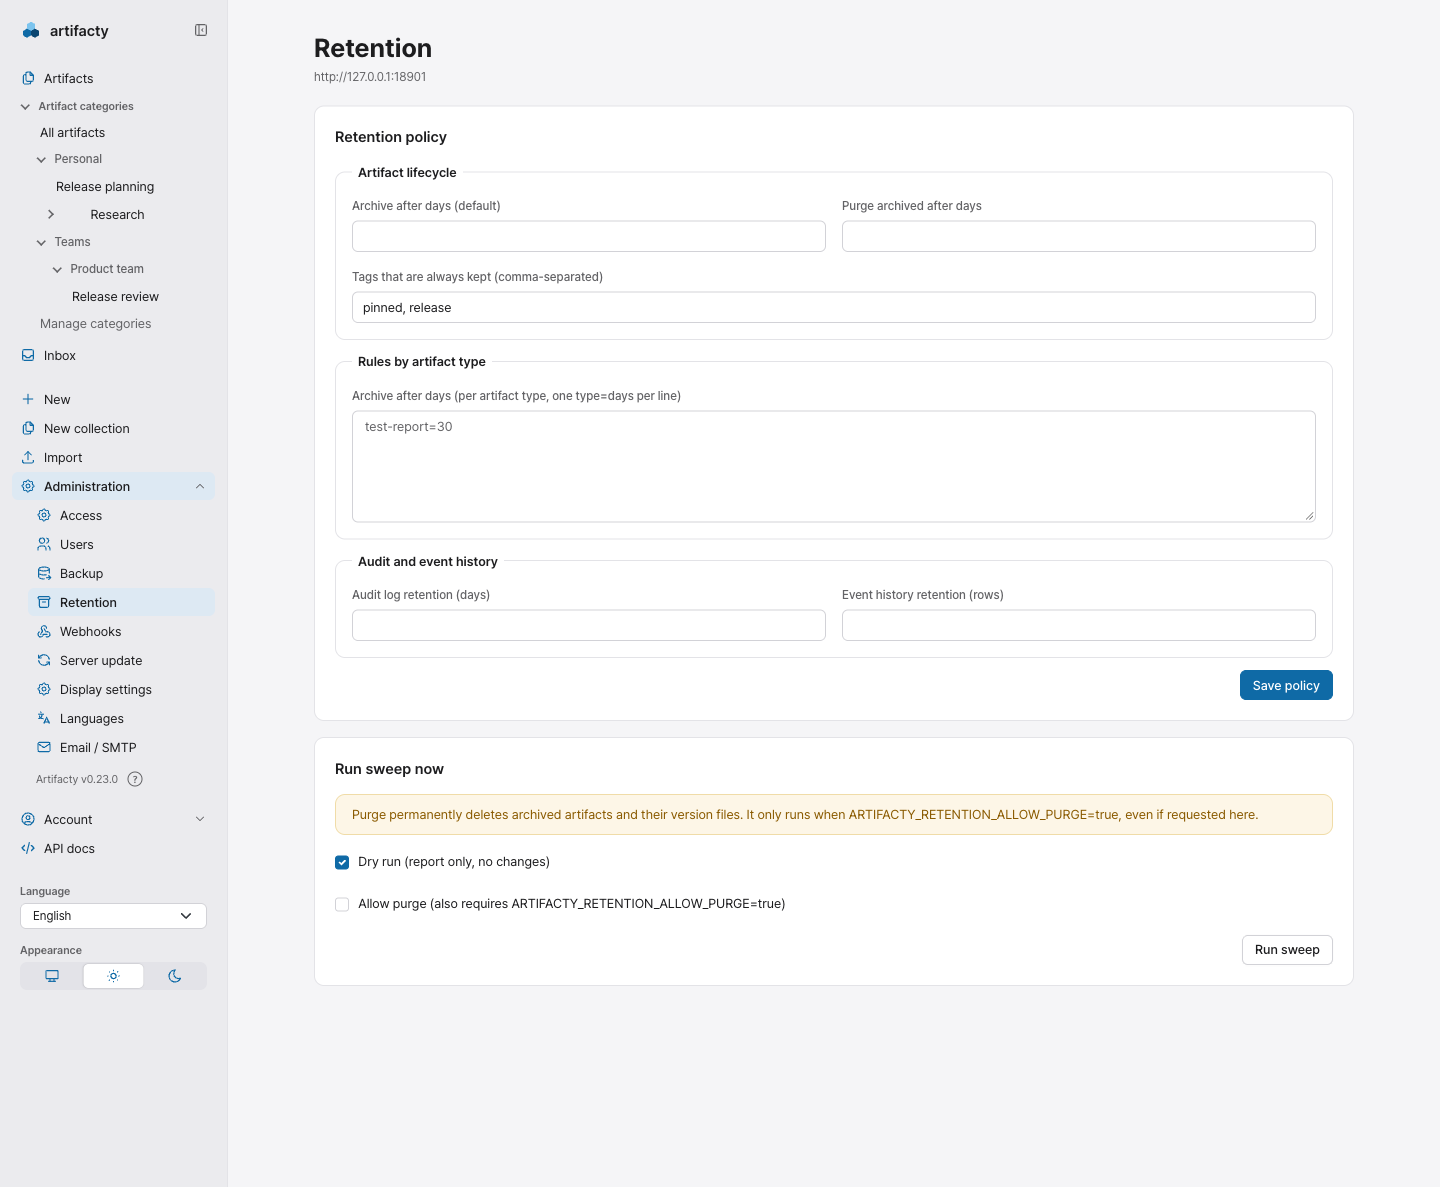 artifacty
Artifacts
Artifact categories
All artifacts
Personal
Release planning
Research
Teams
Product team
Release review
Manage categories
Inbox
New
New collection
Import
Administration
Access
Users
Backup
Retention
Webhooks
Server update
Display settings
Languages
Email / SMTP
Artifacty v0.23.0 ?
Account
API docs
Language
English
Appearance
Retention
http://127.0.0.1:18901
Retention policy
Artifact lifecycle
Archive after days (default)
Purge archived after days
Tags that are always kept (comma-separated)
pinned, release
Rules by artifact type
Archive after days (per artifact type, one type=days per line)
test-report=30
Audit and event history
Audit log retention (days)
Event history retention (rows)
Save policy
Run sweep now
Purge permanently deletes archived artifacts and their version files. It only runs when ARTIFACTY_RETENTION_ALLOW_PURGE=true, even if requested here.
Dry run (report only, no changes)
Allow purge (also requires ARTIFACTY_RETENTION_ALLOW_PURGE=true)
Run sweep